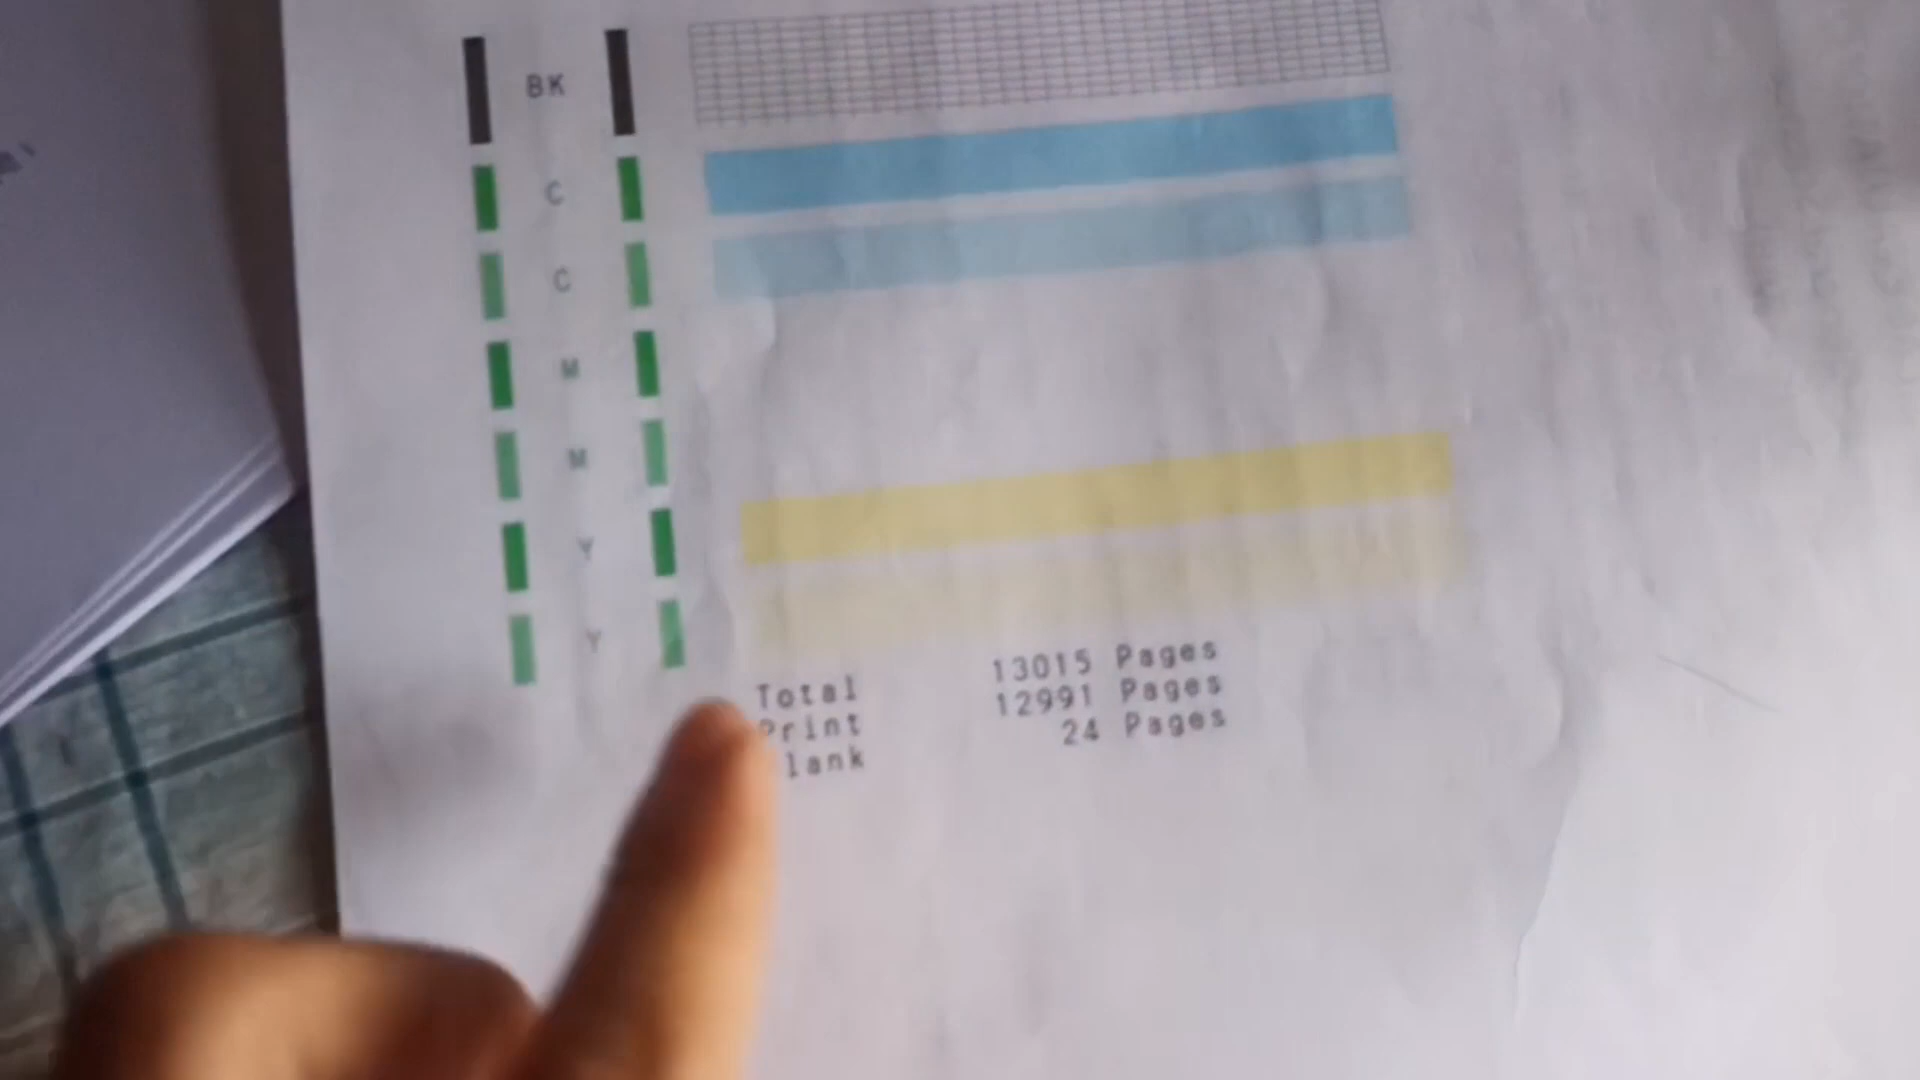 BK
C
C
M
M
Y
Y
Total 13015 Pages
Print 12991 Pages
lank 24 Pages